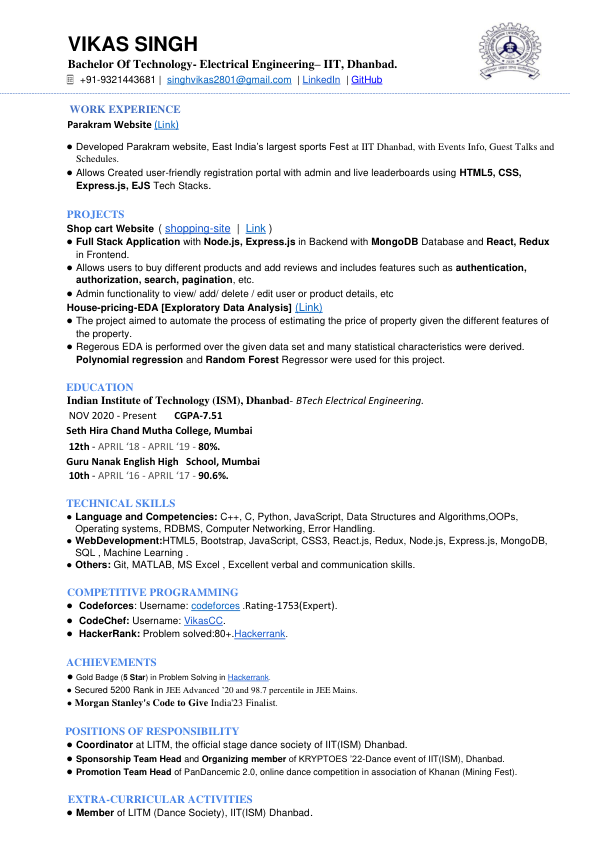 VIKAS SINGH
Bachelor Of Technology- Electrical Engineering– IIT, Dhanbad.
+91-9321443681 | singhvikas2801@gmail.com | LinkedIn | GitHub
WORK EXPERIENCE
Parakram Website (Link)
● Developed Parakram website, East India's largest sports Fest at IIT Dhanbad, with Events Info, Guest Talks and
Schedules.
● Allows Created user-friendly registration portal with admin and live leaderboards using HTML5, CSS,
Express.js, EJS Tech Stacks.
PROJECTS
Shop cart Website ( shopping-site | Link )
● Full Stack Application with Node.js, Express.js in Backend with MongoDB Database and React, Redux
in Frontend.
● Allows users to buy different products and add reviews and includes features such as authentication,
authorization, search, pagination, etc.
● Admin functionality to view/ add/ delete / edit user or product details, etc
House-pricing-EDA [Exploratory Data Analysis] (Link)
● The project aimed to automate the process of estimating the price of property given the different features of
the property.
● Regerous EDA is performed over the given data set and many statistical characteristics were derived.
Polynomial regression and Random Forest Regressor were used for this project.
EDUCATION
Indian Institute of Technology (ISM), Dhanbad- BTech Electrical Engineering.
NOV 2020 - Present CGPA-7.51
Seth Hira Chand Mutha College, Mumbai
12th - APRIL '18 - APRIL '19 - 80%.
Guru Nanak English High School, Mumbai
10th - APRIL '16 - APRIL '17 - 90.6%.
TECHNICAL SKILLS
● Language and Competencies: C++, C, Python, JavaScript, Data Structures and Algorithms,OOPs,
Operating systems, RDBMS, Computer Networking, Error Handling.
● WebDevelopment:HTML5, Bootstrap, JavaScript, CSS3, React.js, Redux, Node.js, Express.js, MongoDB,
SQL , Machine Learning .
● Others: Git, MATLAB, MS Excel , Excellent verbal and communication skills.
COMPETITIVE PROGRAMMING
● Codeforces: Username: codeforces .Rating-1753(Expert).
● CodeChef: Username: VikasCC.
● HackerRank: Problem solved:80+.Hackerrank.
ACHIEVEMENTS
● Gold Badge (5 Star) in Problem Solving in Hackerrank.
● Secured 5200 Rank in JEE Advanced '20 and 98.7 percentile in JEE Mains.
● Morgan Stanley's Code to Give India'23 Finalist.
POSITIONS OF RESPONSIBILITY
● Coordinator at LITM, the official stage dance society of IIT(ISM) Dhanbad.
● Sponsorship Team Head and Organizing member of KRYPTOES '22-Dance event of IIT(ISM), Dhanbad.
● Promotion Team Head of PanDancemic 2.0, online dance competition in association of Khanan (Mining Fest).
EXTRA-CURRICULAR ACTIVITIES
● Member of LITM (Dance Society), IIT(ISM) Dhanbad.